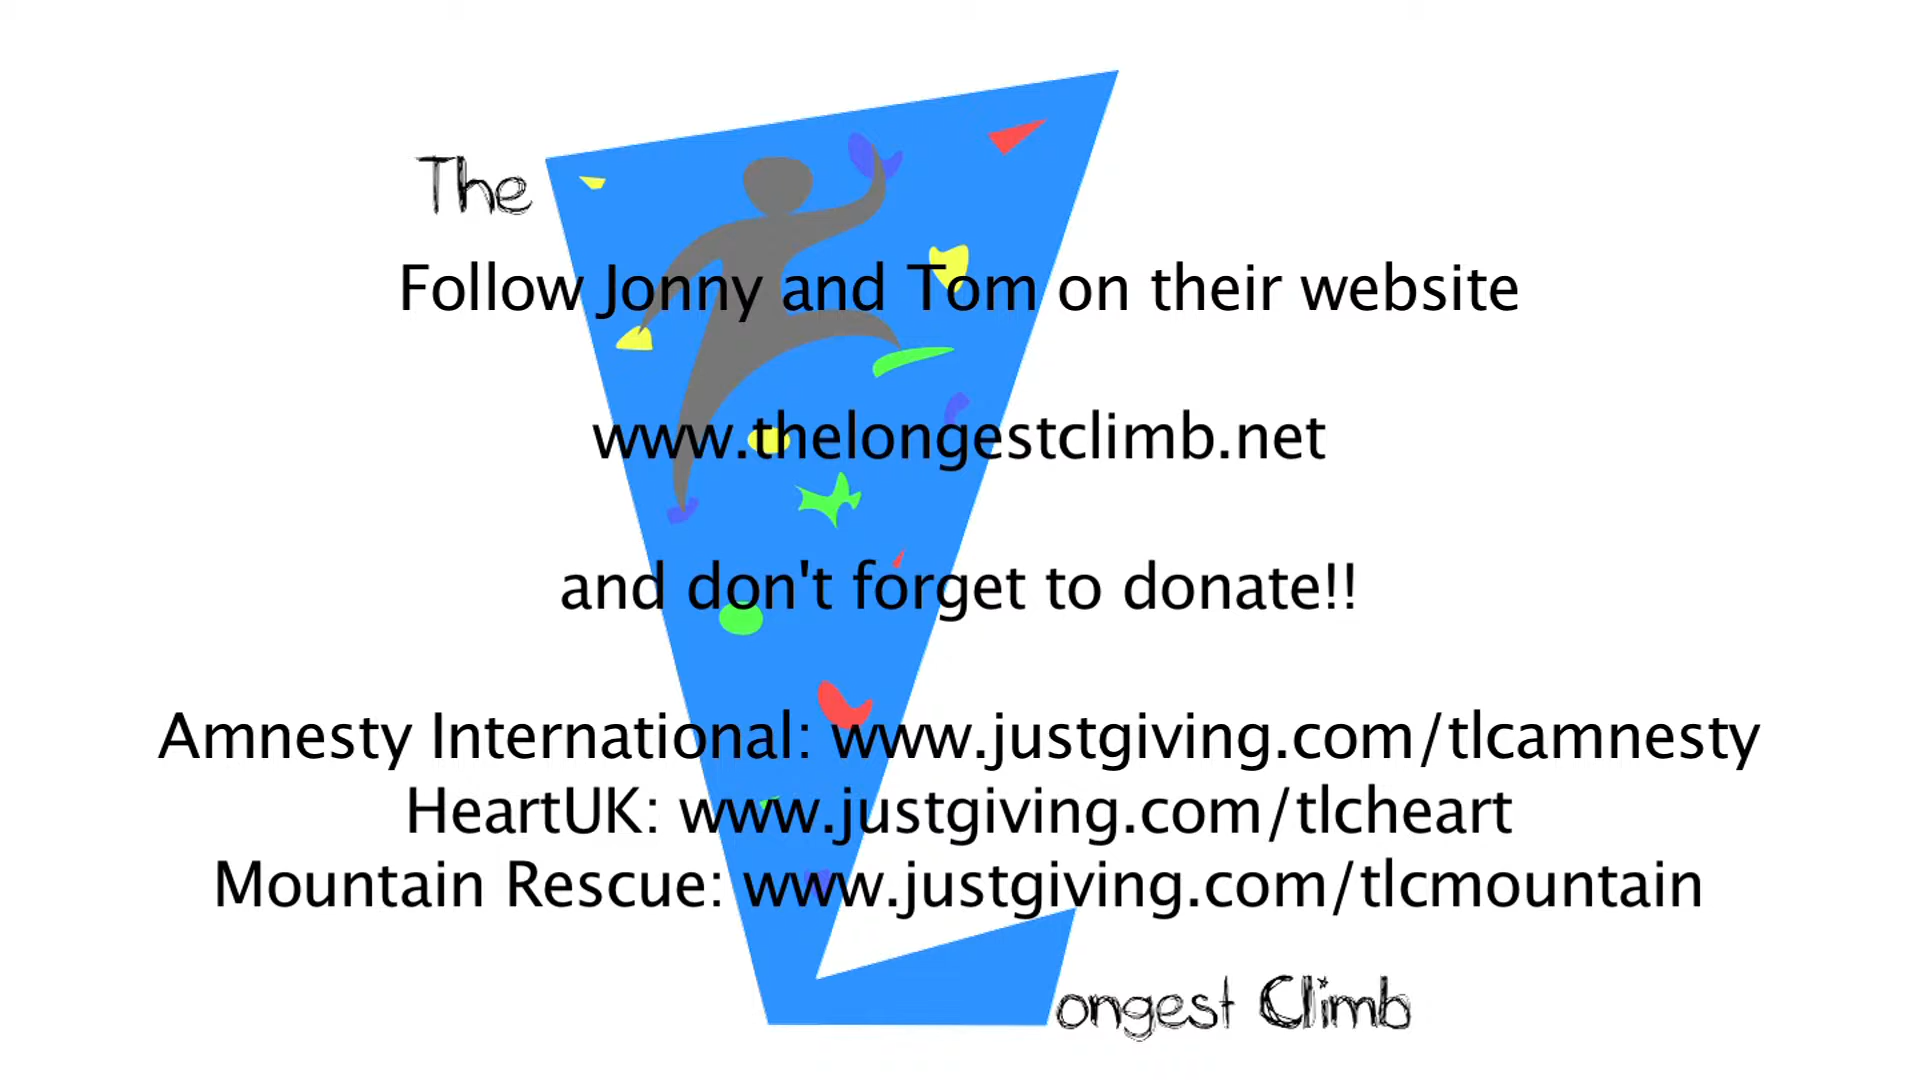 The
Follow Jonny and Tom on their website
www.thelongestclimb.net
and don't forget to donate!!
Amnesty International: www.justgiving.com/tlcamnesty
HeartUK: www.justgiving.com/tlcheart
Mountain Rescue: www.justgiving.com/tlcmountain
ongest Climb